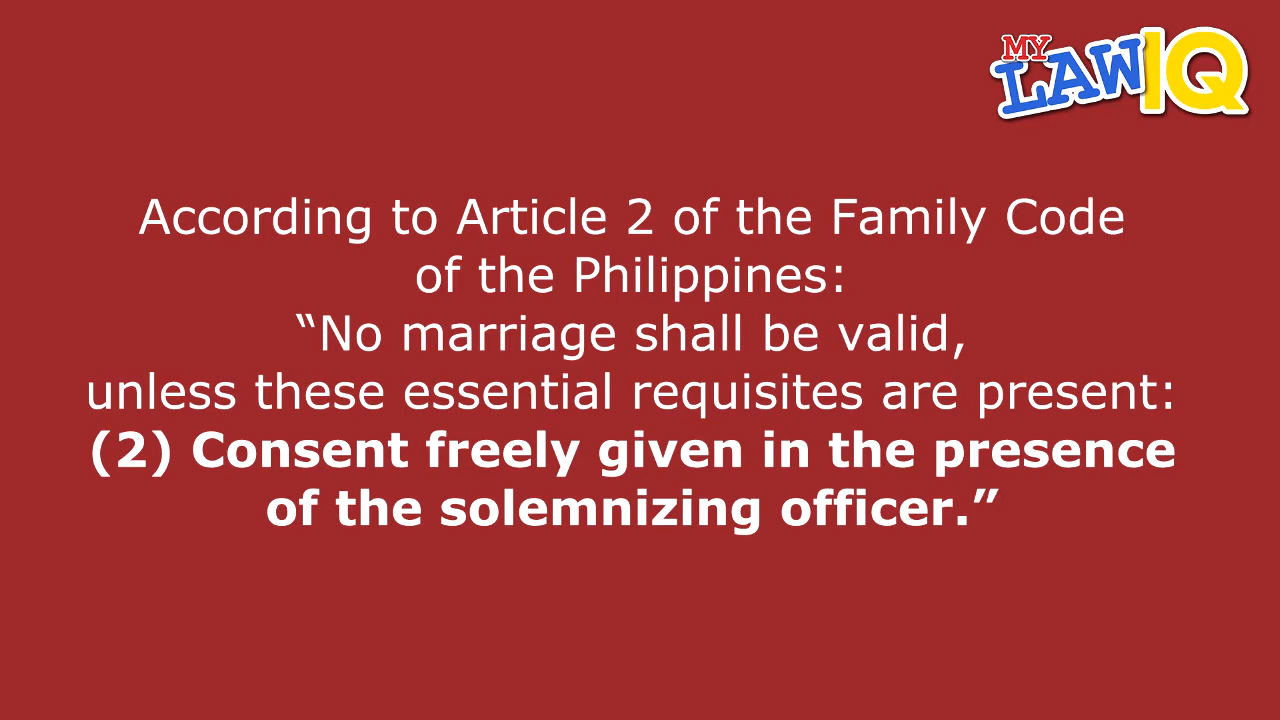 MY
LAW IQ
According to Article 2 of the Family Code
of the Philippines:
“No marriage shall be valid,
unless these essential requisites are present:
(2) Consent freely given in the presence
of the solemnizing officer.”